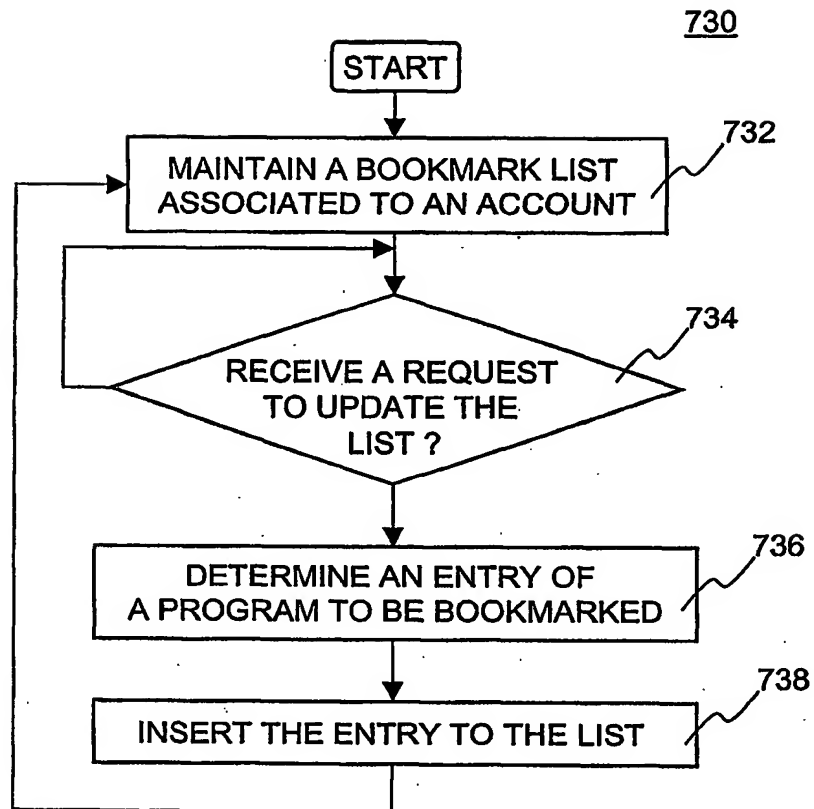 730
START
732
MAINTAIN A BOOKMARK LIST
ASSOCIATED TO AN ACCOUNT
734
RECEIVE A REQUEST
TO UPDATE THE
LIST ?
736
DETERMINE AN ENTRY OF
A PROGRAM TO BE BOOKMARKED
738
INSERT THE ENTRY TO THE LIST